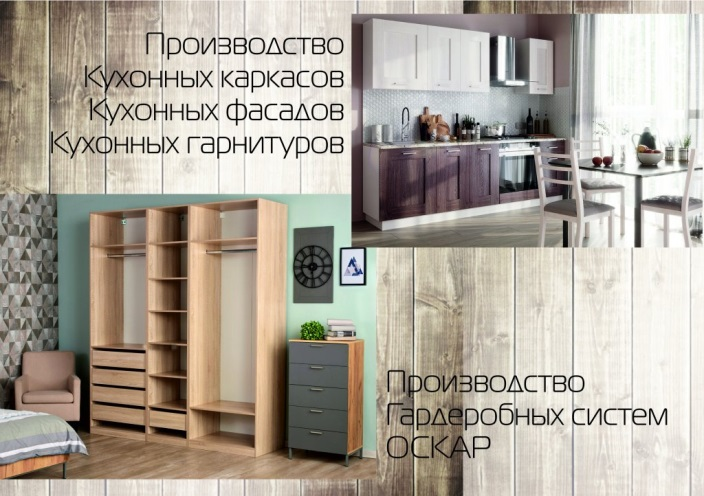 Производство
Кухонных каркасов
Кухонных фасадов
Кухонных гарнитуров
Производство
Гардеробных систем
ОСКАР